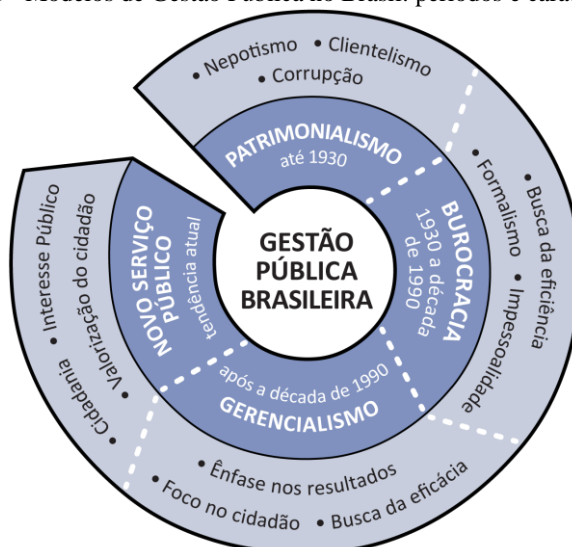 Modelos de Gestão Pública no Brasil: períodos e
GESTÃO
PÚBLICA
BRASILEIRA
PATRIMONIALISMO
até 1930
• Nepotismo
• Clientelismo
• Corrupção
BUROCRACIA
1930 a década
de 1990
• Busca da eficiência
• Formalismo
• Impessoalidade
GERENCIALISMO
após a década de 1990
• Ênfase nos resultados
• Foco no cidadão
• Busca da eficácia
NOVO SERVIÇO
PÚBLICO
tendência atual
• Interesse Público
• Valorização do cidadão
• Cidadania